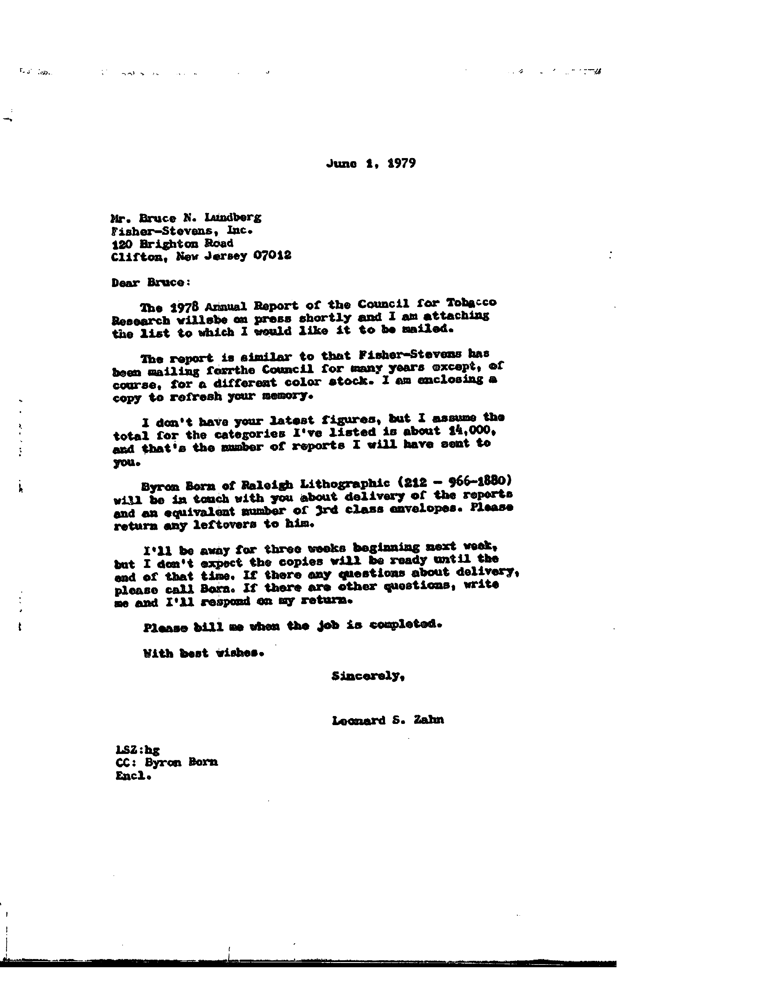 June 1, 1979
Mr. Bruce N. Lundberg
Fisher-Stevens, Inc.
120 Brighton Road
Clifton, New Jersey 07012
Dear Bruce:
The 1978 Annual Report of the Council for Tobacco
Research willsbe on press shortly and I am attaching
the list to which I would like it to be mailed.
The report is similar to that Fisher-Stevens has
been mailing forrthe Council for many years except, of
course, for a different color stock. I am enclosing a
copy to refresh your memory.
I don't have your latest figures, but I assume the
total for the categories I've listed is about 14,000,
and that's the number of reports I will have sent to
you.
Byron Born of Raleigh Lithographic (212 - 966-1880)
will be in touch with you about delivery of the reports
and an equivalent number of 3rd class envelopes. Please
return any leftovers to him.
I'll be away for three weeks beginning next week,
but I don't expect the copies will be ready until the
end of that time. If there any questions about delivery,
please call Born. If there are other questions, write
me and I'll respond on my return.
Please bill me when the job is completed.
With best wishes.
Sincerely,
Leonard S. Zahn
LSZ:hg
CC: Byron Born
Encl.